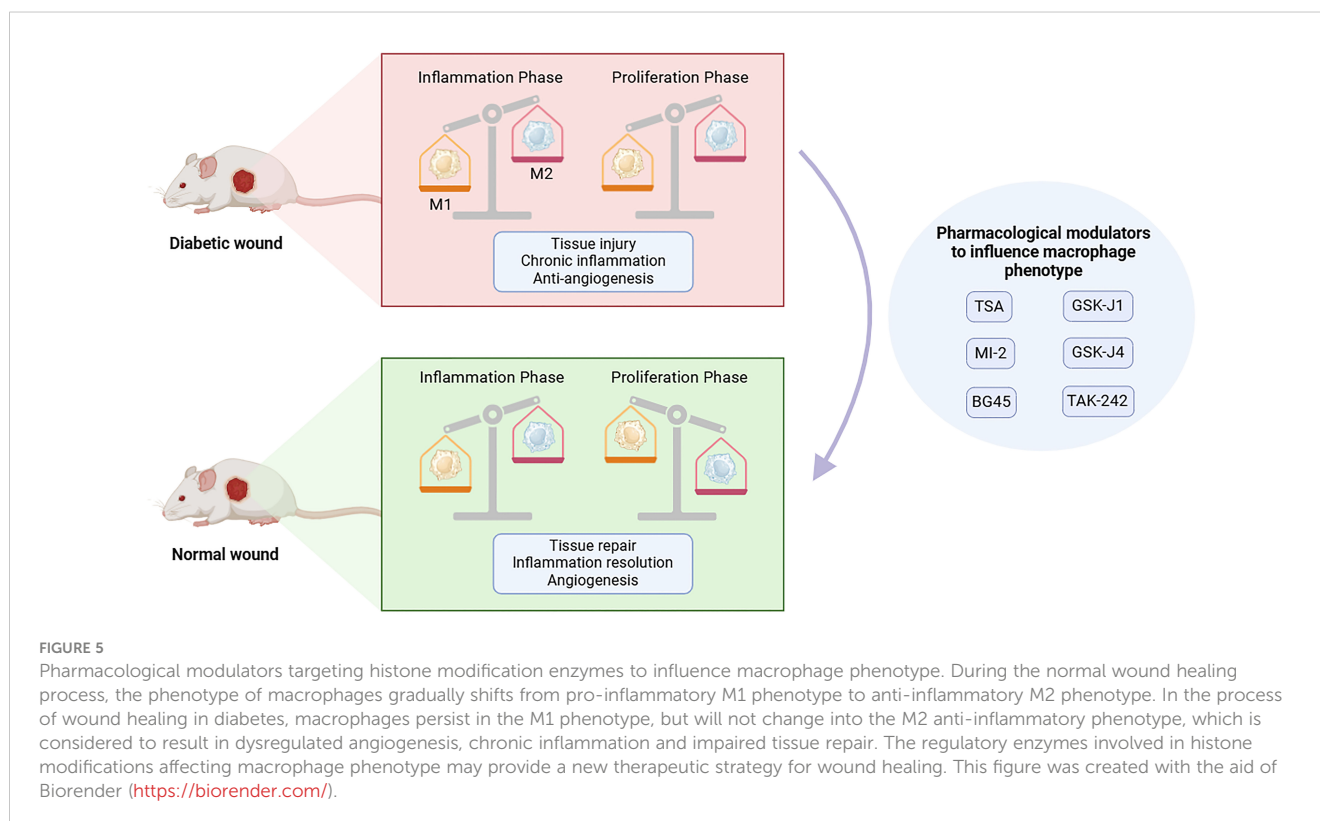 Inflammation Phase
Proliferation Phase
M2
M1
Diabetic wound
Tissue injury
Chronic inflammation
Anti-angiogenesis
Pharmacological modulators
to influence macrophage
phenotype
TSA
GSK-J1
MI-2
GSK-J4
BG45
TAK-242
Inflammation Phase
Proliferation Phase
Normal wound
Tissue repair
Inflammation resolution
Angiogenesis
FIGURE 5
Pharmacological modulators targeting histone modification enzymes to influence macrophage phenotype. During the normal wound healing
process, the phenotype of macrophages gradually shifts from pro-inflammatory M1 phenotype to anti-inflammatory M2 phenotype. In the process
of wound healing in diabetes, macrophages persist in the M1 phenotype, but will not change into the M2 anti-inflammatory phenotype, which is
considered to result in dysregulated angiogenesis, chronic inflammation and impaired tissue repair. The regulatory enzymes involved in histone
modifications affecting macrophage phenotype may provide a new therapeutic strategy for wound healing. This figure was created with the aid of
Biorender (https://biorender.com/).